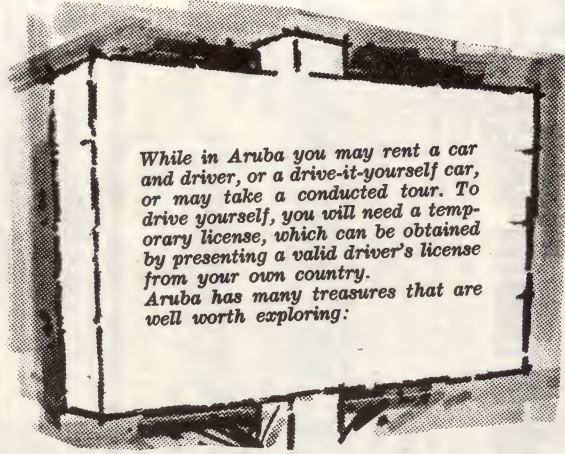 While in Aruba you may rent a car
and driver, or a drive-it-yourself car,
or may take a conducted tour. To
drive yourself, you will need a temp-
orary license, which can be obtained
by presenting a valid driver's license
from your own country.
Aruba has many treasures that are
well worth exploring: